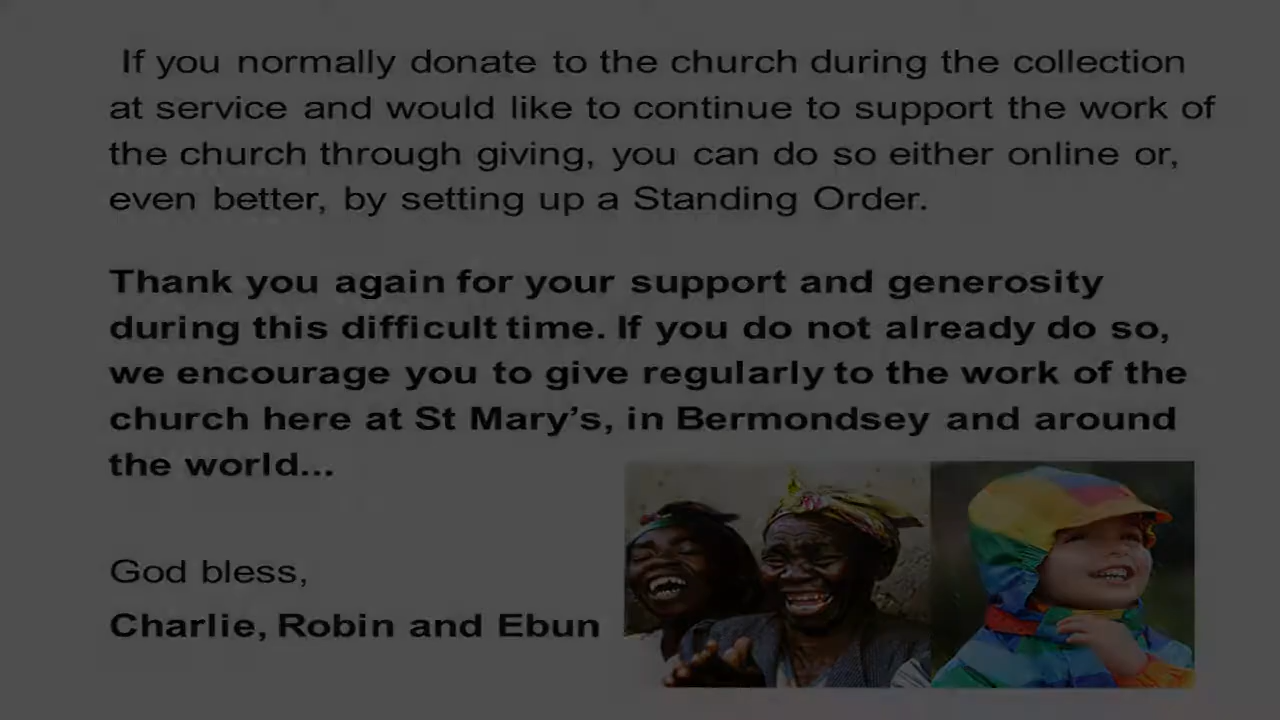 If you normally donate to the church during the collection
at service and would like to continue to support the work of
the church through giving, you can do so either online or,
even better, by setting up a Standing Order.
Thank you again for your support and generosity
during this difficult time. If you do not already do so,
we encourage you to give regularly to the work of the
church here at St Mary’s, in Bermondsey and around
the world...
God bless,
Charlie, Robin and Ebun